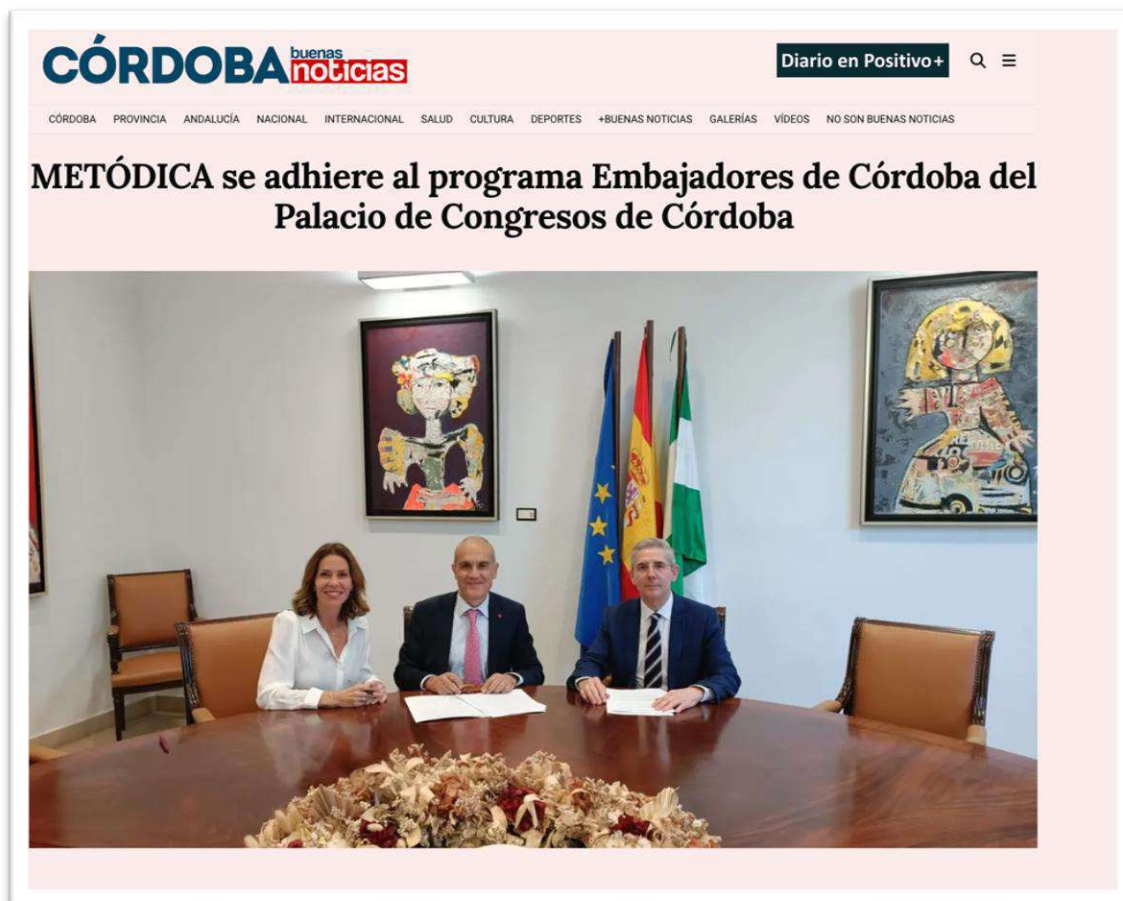 CÓRDOBA buenas noticias
Diario en Positivo+
CÓRDOBA PROVINCIA ANDALUCÍA NACIONAL INTERNACIONAL SALUD CULTURA DEPORTES +BUENAS NOTICIAS GALERÍAS VÍDEOS NO SON BUENAS NOTICIAS
METÓDICA se adhiere al programa Embajadores de Córdoba del
Palacio de Congresos de Córdoba